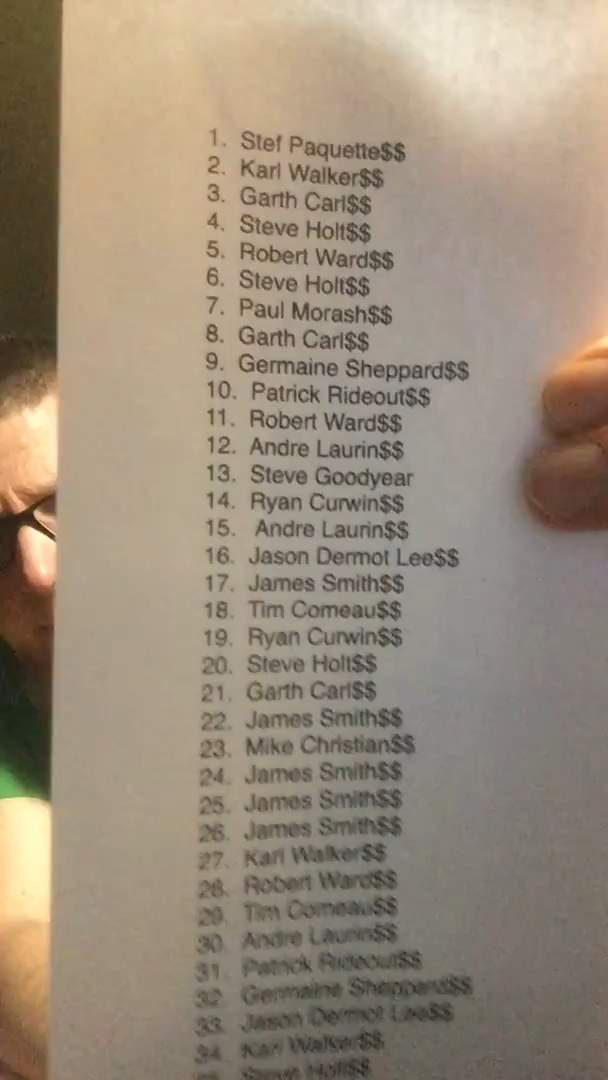 1. Stef Paquette$$
2. Karl Walker$$
3. Garth Carl$$
4. Steve Holt$$
5. Robert Ward$$
6. Steve Holt$$
7. Paul Morash$$
8. Garth Carl$$
9. Germaine Sheppard$$
10. Patrick Rideout$$
11. Robert Ward$$
12. Andre Laurin$$
13. Steve Goodyear
14. Ryan Curwin$$
15. Andre Laurin$$
16. Jason Dermot Lee$$
17. James Smith$$
18. Tim Comeau$$
19. Ryan Curwin$$
20. Steve Holt$$
21. Garth Carl$$
22. James Smith$$
23. Mike Christian$$
24. James Smith$$
25. James Smith$$
26. James Smith$$
27. Karl Walker$$
28. Robert Ward$$
29. Tim Comeau$$
30. Andre Laurin$$
31. Patrick Rideout$$
32. Germaine Sheppard$$
33. Jason Dermot Lee$$
34. Karl Walker$$
Steve Holt$$